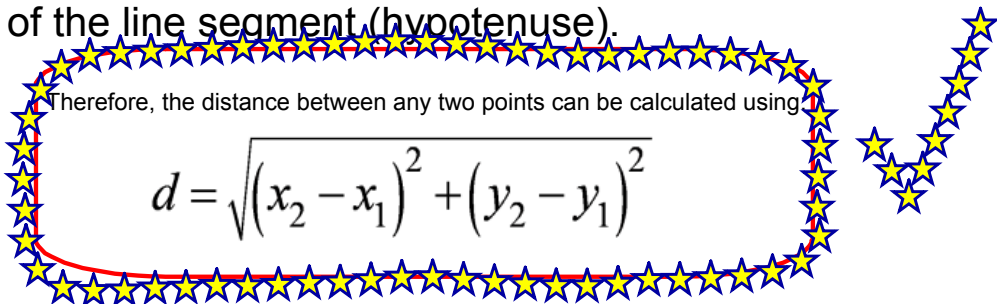 of the line segment (hypotenuse).
Therefore, the distance between any two points can be calculated using:
d = √(x₂ − x₁)² + (y₂ − y₁)²